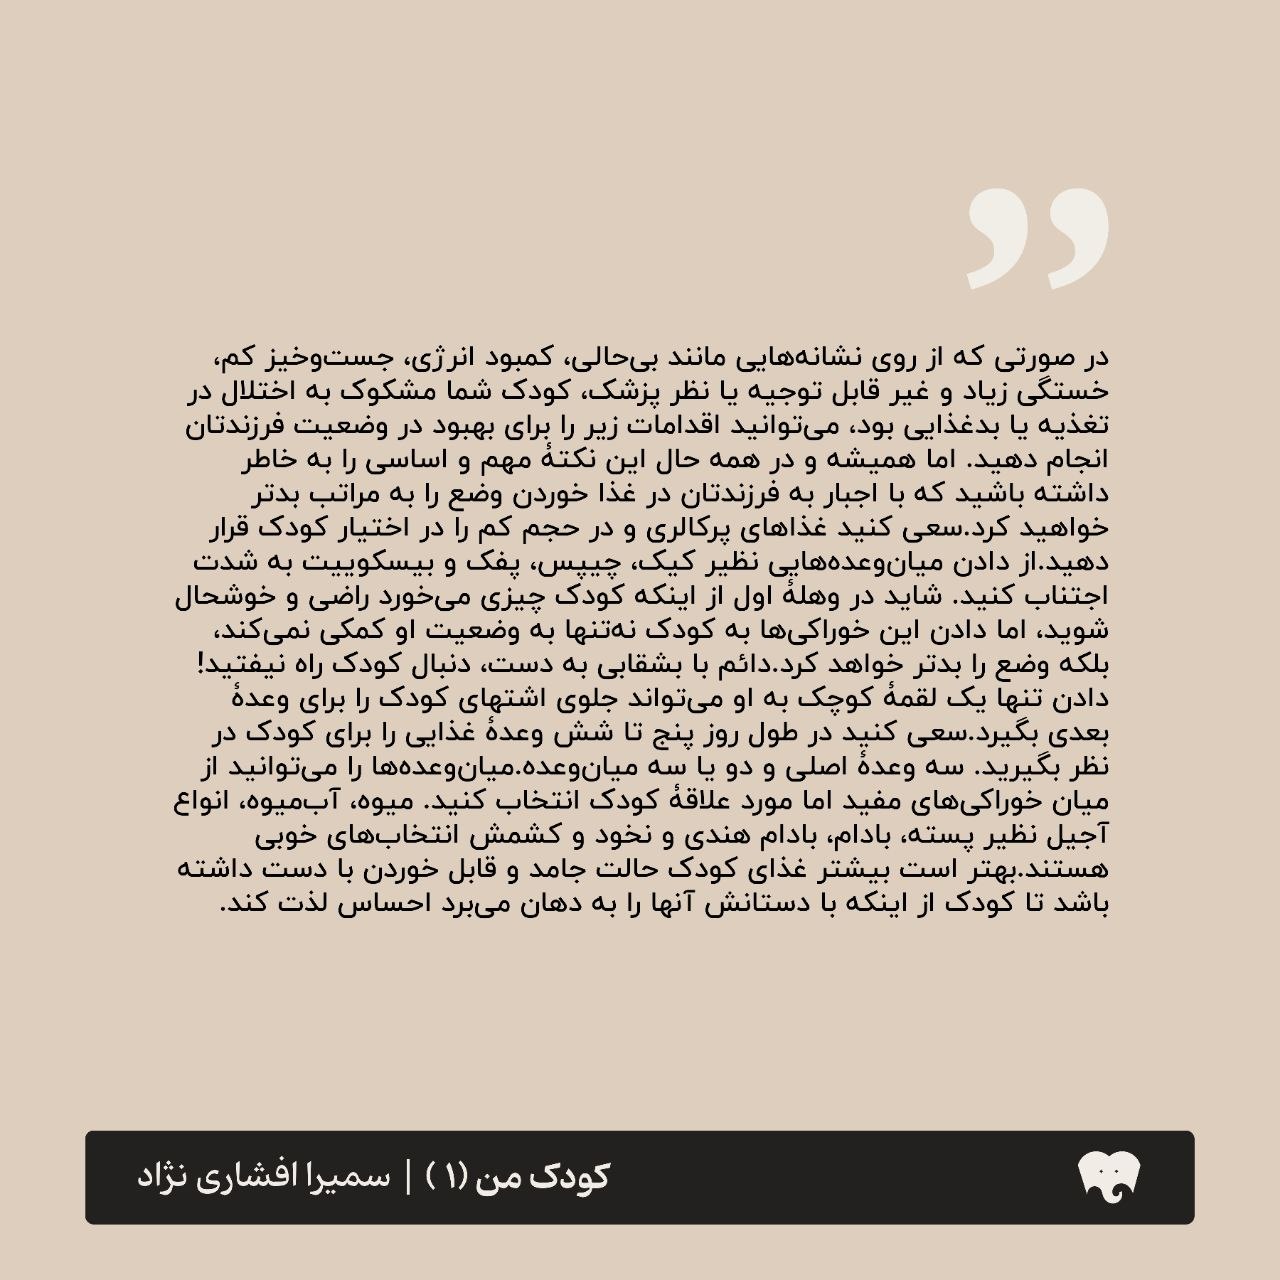 در صورتی که از روی نشانه‌هایی مانند بی‌حالی، کمبود انرژی، جست‌وخیز کم،
خستگی زیاد و غیر قابل توجیه یا نظر پزشک، کودک شما مشکوک به اختلال در
تغذیه یا بدغذایی بود، می‌توانید اقدامات زیر را برای بهبود در وضعیت فرزندتان
انجام دهید. اما همیشه و در همه حال این نکتهٔ مهم و اساسی را به خاطر
داشته باشید که با اجبار به فرزندتان در غذا خوردن وضع را به مراتب بدتر
خواهید کرد.سعی کنید غذاهای پرکالری و در حجم کم را در اختیار کودک قرار
دهید.از دادن میان‌وعده‌هایی نظیر کیک، چیپس، پفک و بیسکوییت به شدت
اجتناب کنید. شاید در وهلهٔ اول از اینکه کودک چیزی می‌خورد راضی و خوشحال
شوید، اما دادن این خوراکی‌ها به کودک نه‌تنها به وضعیت او کمکی نمی‌کند،
بلکه وضع را بدتر خواهد کرد.دائم با بشقابی به دست، دنبال کودک راه نیفتید!
دادن تنها یک لقمهٔ کوچک به او می‌تواند جلوی اشتهای کودک را برای وعدهٔ
بعدی بگیرد.سعی کنید در طول روز پنج تا شش وعدهٔ غذایی را برای کودک در
نظر بگیرید. سه وعدهٔ اصلی و دو یا سه میان‌وعده.میان‌وعده‌ها را می‌توانید از
میان خوراکی‌های مفید اما مورد علاقهٔ کودک انتخاب کنید. میوه، آب‌میوه، انواع
آجیل نظیر پسته، بادام، بادام هندی و نخود و کشمش انتخاب‌های خوبی
هستند.بهتر است بیشتر غذای کودک حالت جامد و قابل خوردن با دست داشته
باشد تا کودک از اینکه با دستانش آنها را به دهان می‌برد احساس لذت کند.
کودک من (۱) | سمیرا افشاری نژاد